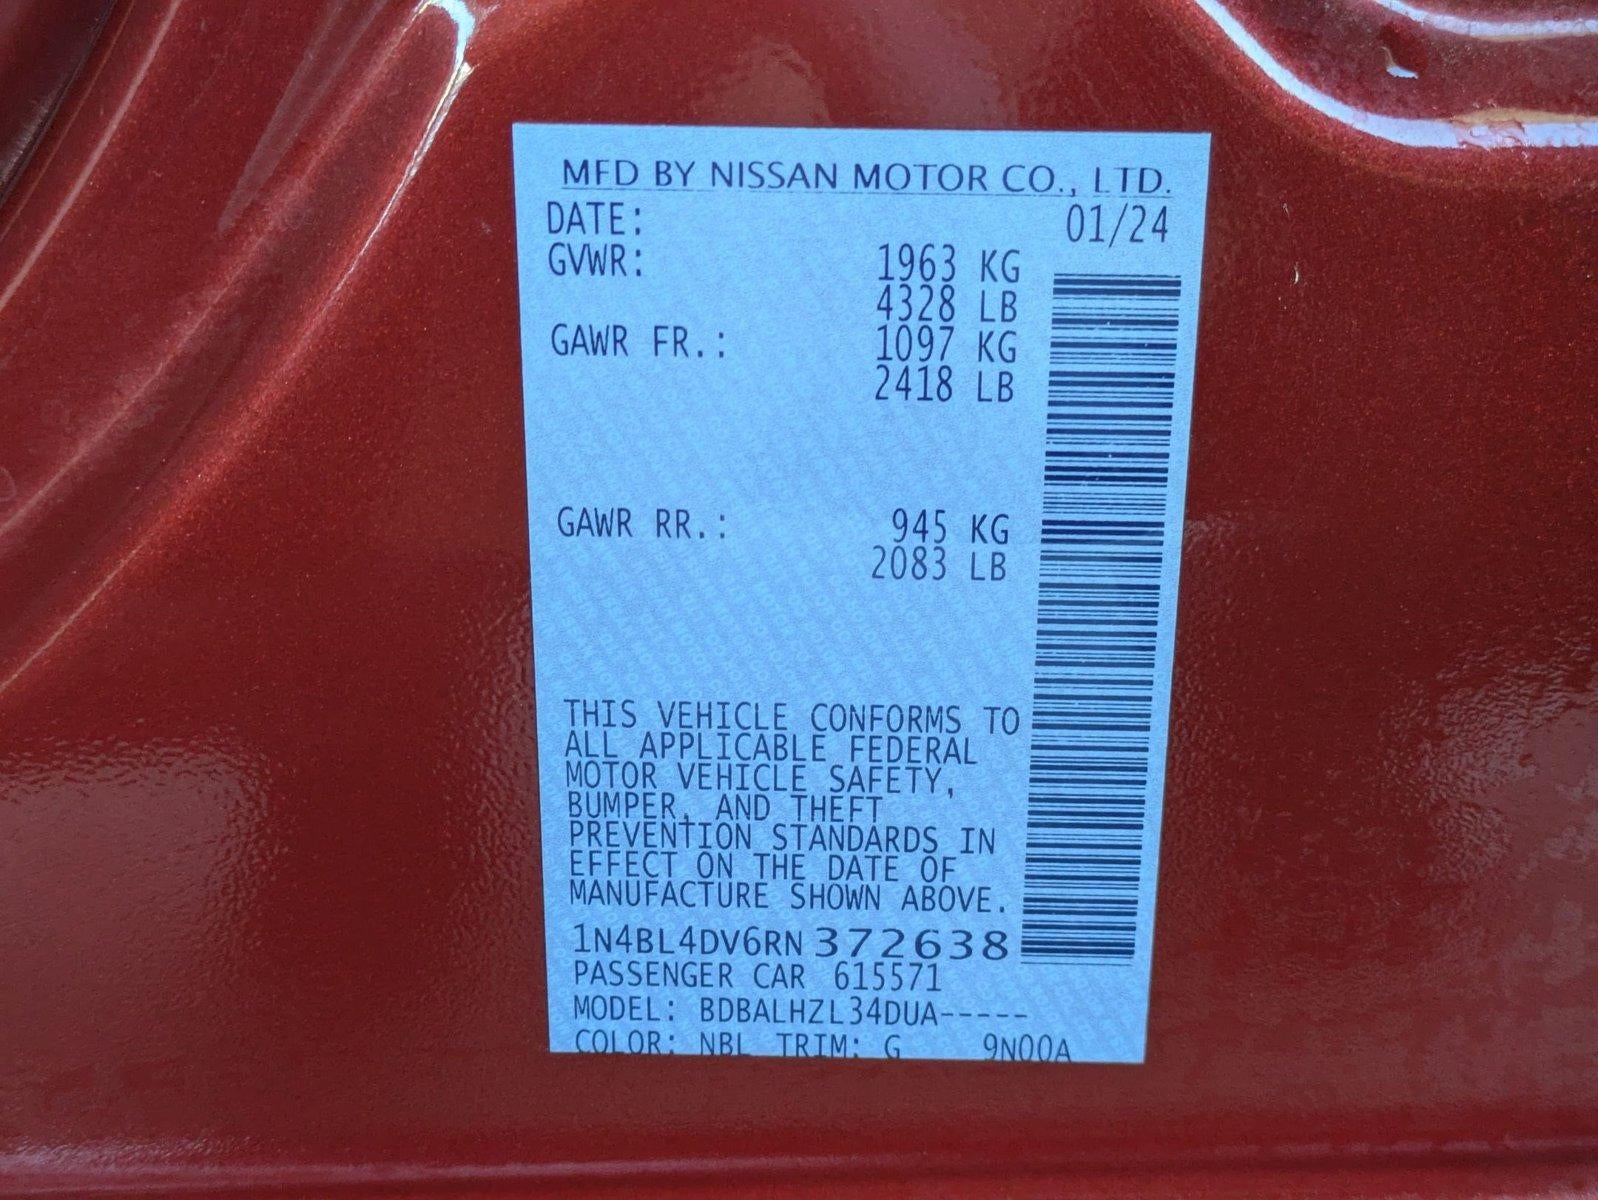 MFD BY NISSAN MOTOR CO., LTD.
DATE: 01/24
GVWR: 1963 KG
4328 LB
GAWR FR.: 1097 KG
2418 LB
GAWR RR.: 945 KG
2083 LB
THIS VEHICLE CONFORMS TO
ALL APPLICABLE FEDERAL
MOTOR VEHICLE SAFETY,
BUMPER, AND THEFT
PREVENTION STANDARDS IN
EFFECT ON THE DATE OF
MANUFACTURE SHOWN ABOVE.
1N4BL4DV6RN372638
PASSENGER CAR 615571
MODEL: BDBALHZL34DUA-----
COLOR: NBL TRIM: G 9N00A